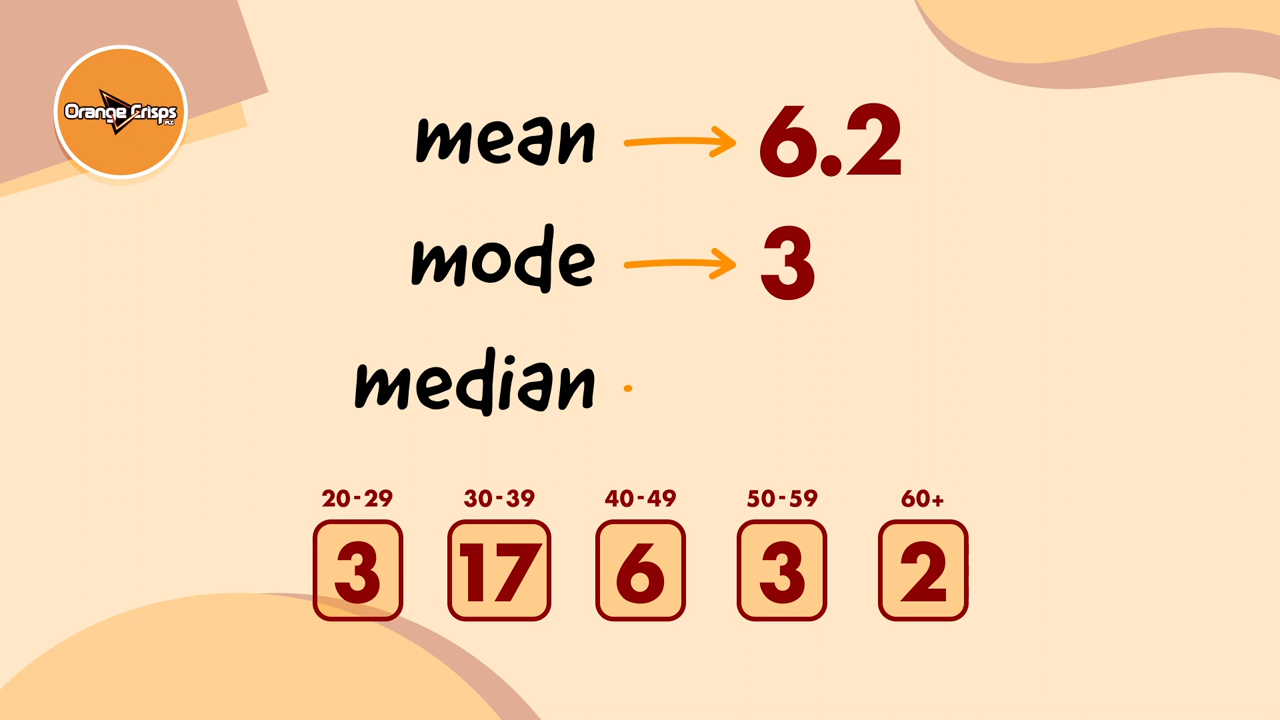 Orange Crisps
PLC
mean → 6.2
mode → 3
median
20-29 30-39 40-49 50-59 60+
3 17 6 3 2